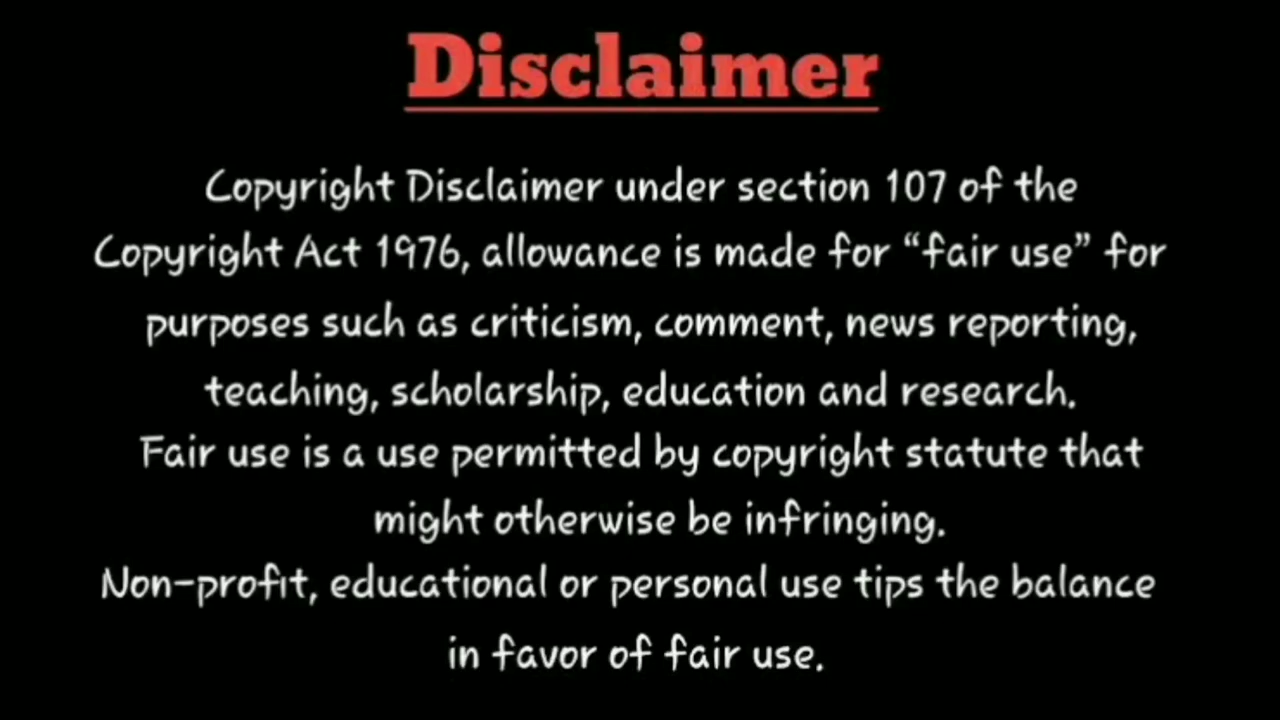 Disclaimer
Copyright Disclaimer under section 107 of the
Copyright Act 1976, allowance is made for “fair use” for
purposes such as criticism, comment, news reporting,
teaching, scholarship, education and research.
Fair use is a use permitted by copyright statute that
might otherwise be infringing.
Non-profit, educational or personal use tips the balance
in favor of fair use.